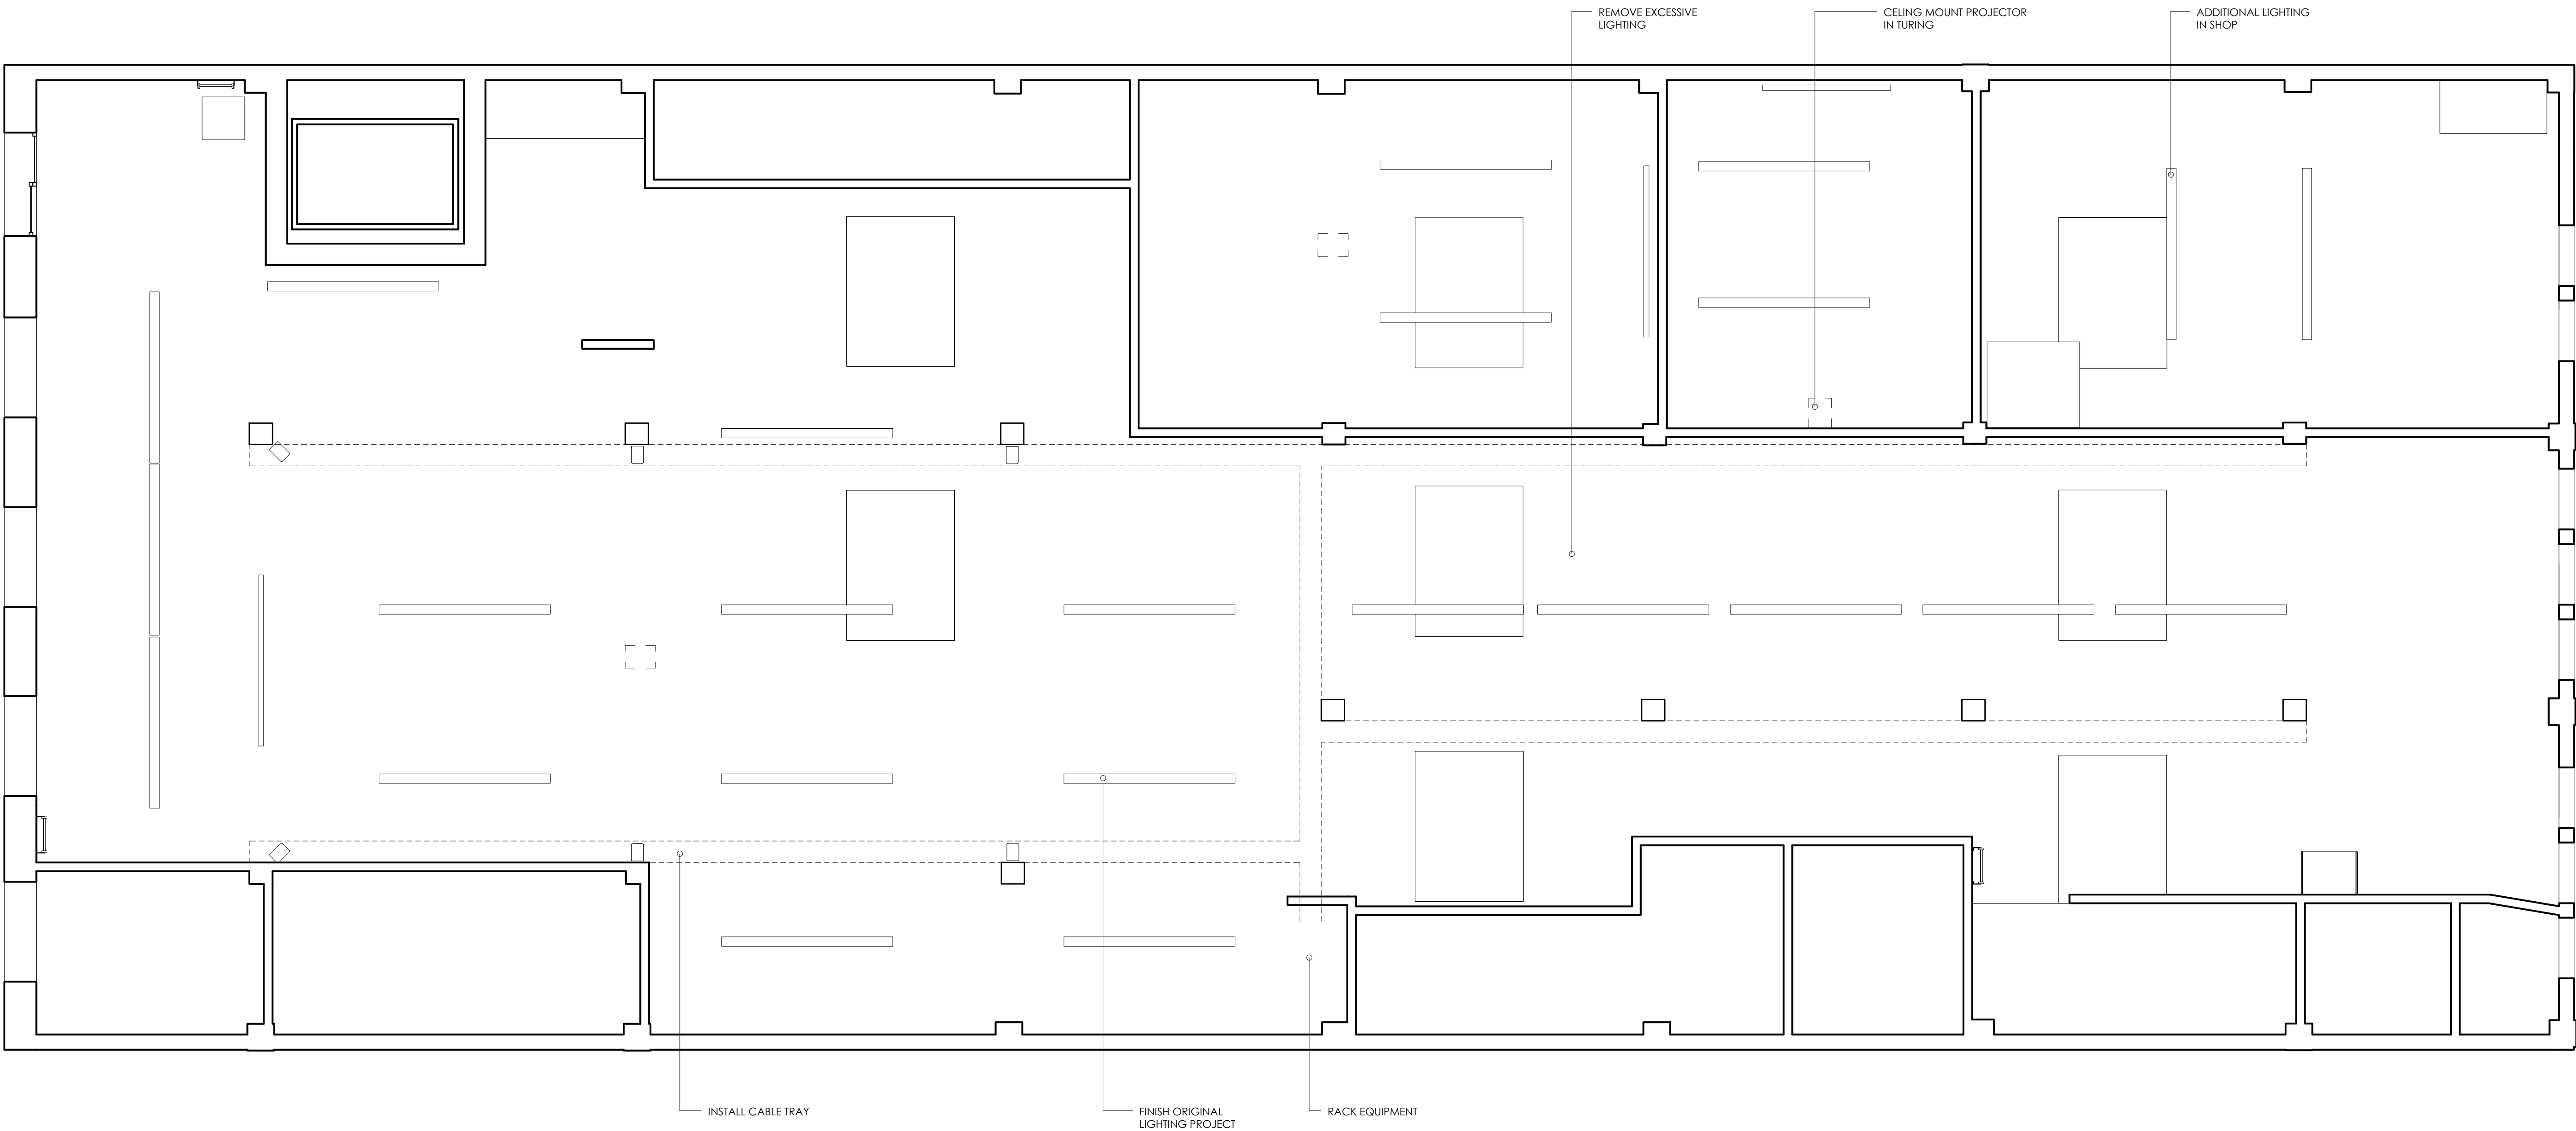 REMOVE EXCESSIVE
LIGHTING
CELING MOUNT PROJECTOR
IN TURING
ADDITIONAL LIGHTING
IN SHOP
INSTALL CABLE TRAY
FINISH ORIGINAL
LIGHTING PROJECT
RACK EQUIPMENT